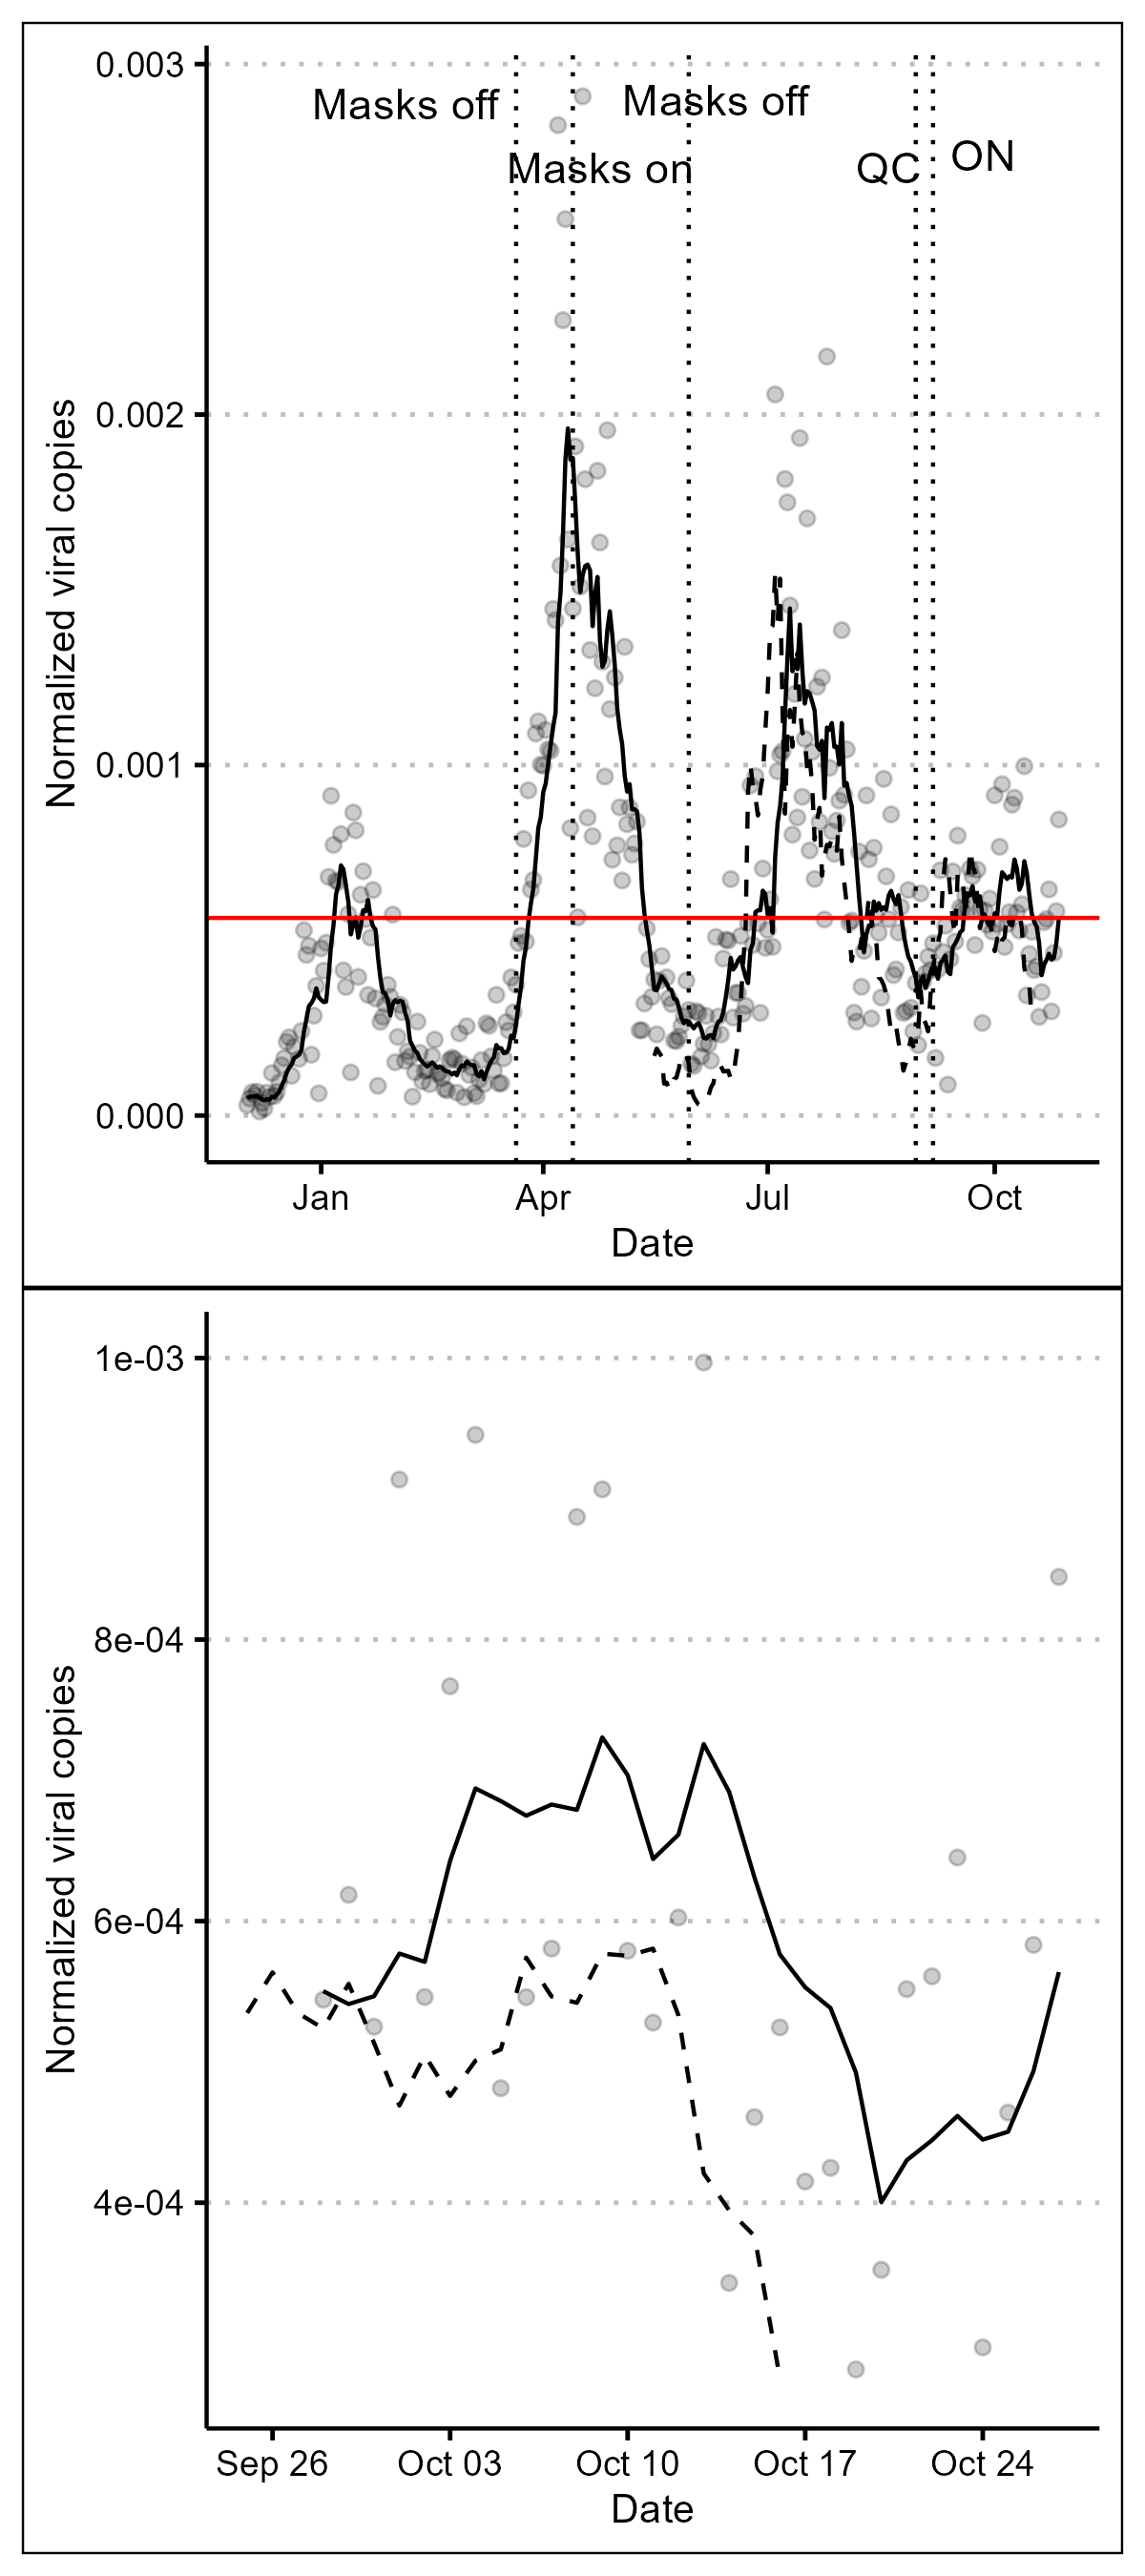 0.003
Masks off
Masks off
Masks on
QC
ON
0.002
0.001
0.000
Normalized viral copies
Jan
Apr
Jul
Oct
Date
1e-03
8e-04
6e-04
4e-04
Normalized viral copies
Sep 26
Oct 03
Oct 10
Oct 17
Oct 24
Date